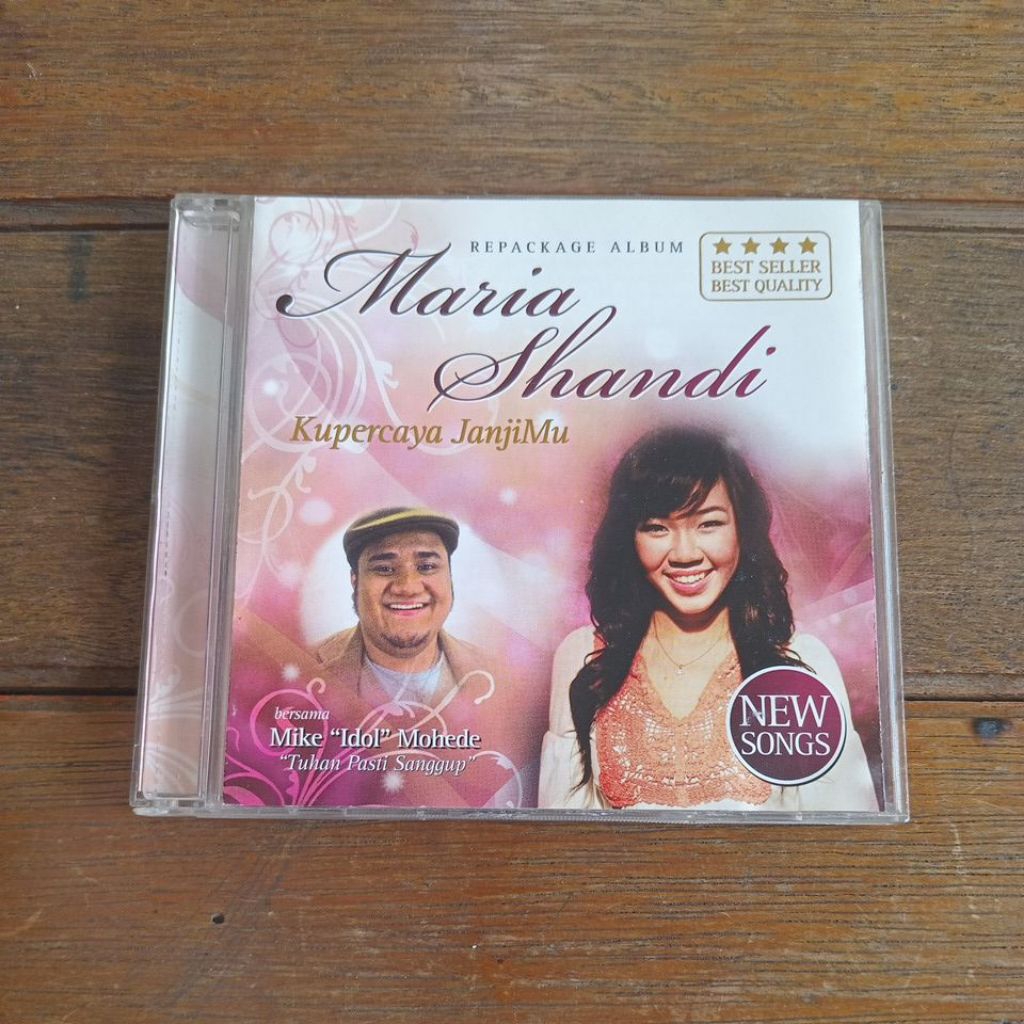 REPACKAGE ALBUM
Maria
Shandi
★★★★
BEST SELLER
BEST QUALITY
Kupercaya JanjiMu
bersama
Mike "Idol" Mohede
"Tuhan Pasti Sanggup"
NEW
SONGS